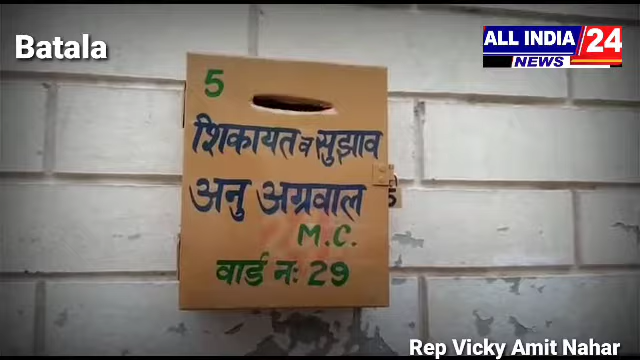 Batala
ALL INDIA 24
NEWS
5
शिकायत व सुझाव
अनु अग्रवाल
M.C.
वार्ड नः 29
Rep Vicky Amit Nahar